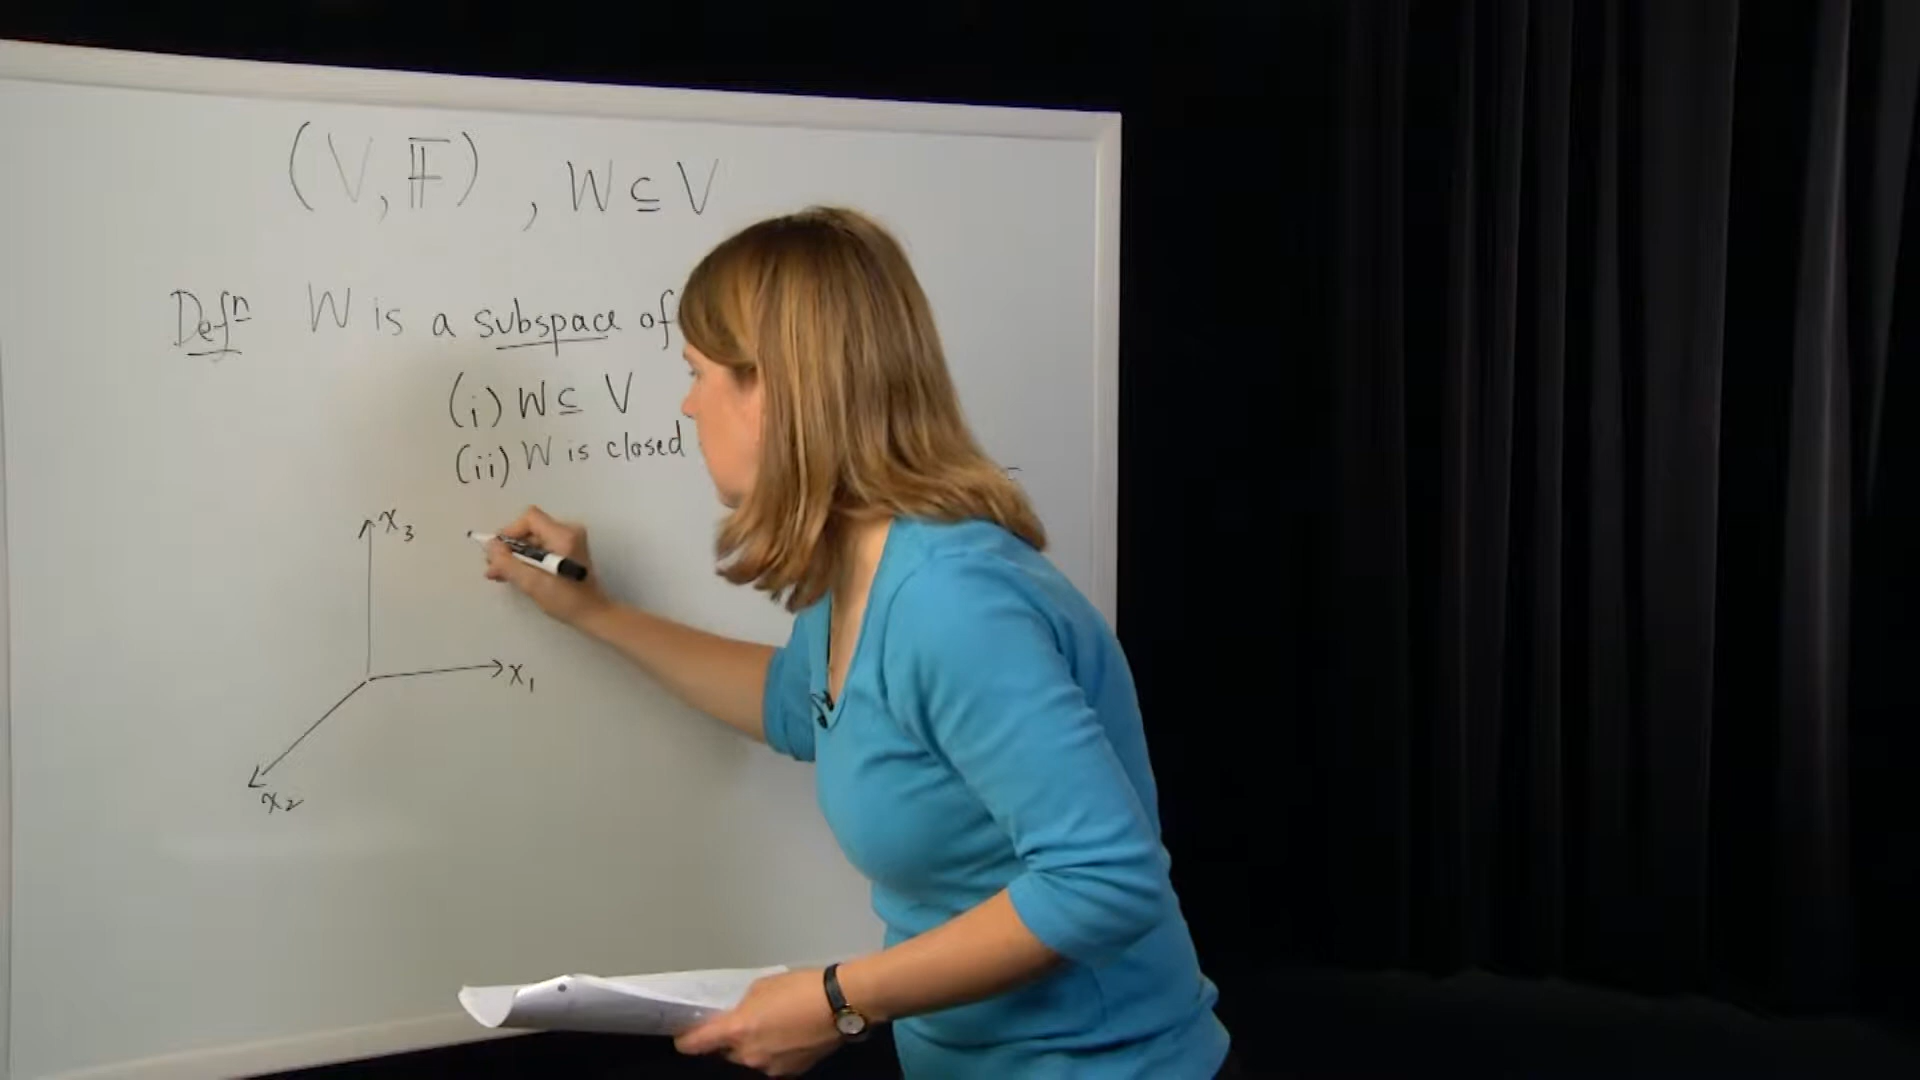 (V, 𝔽), W ⊆ V
Defⁿ W is a subspace of
(i) W ⊆ V
(ii) W is closed
x₃
x₁
x₂